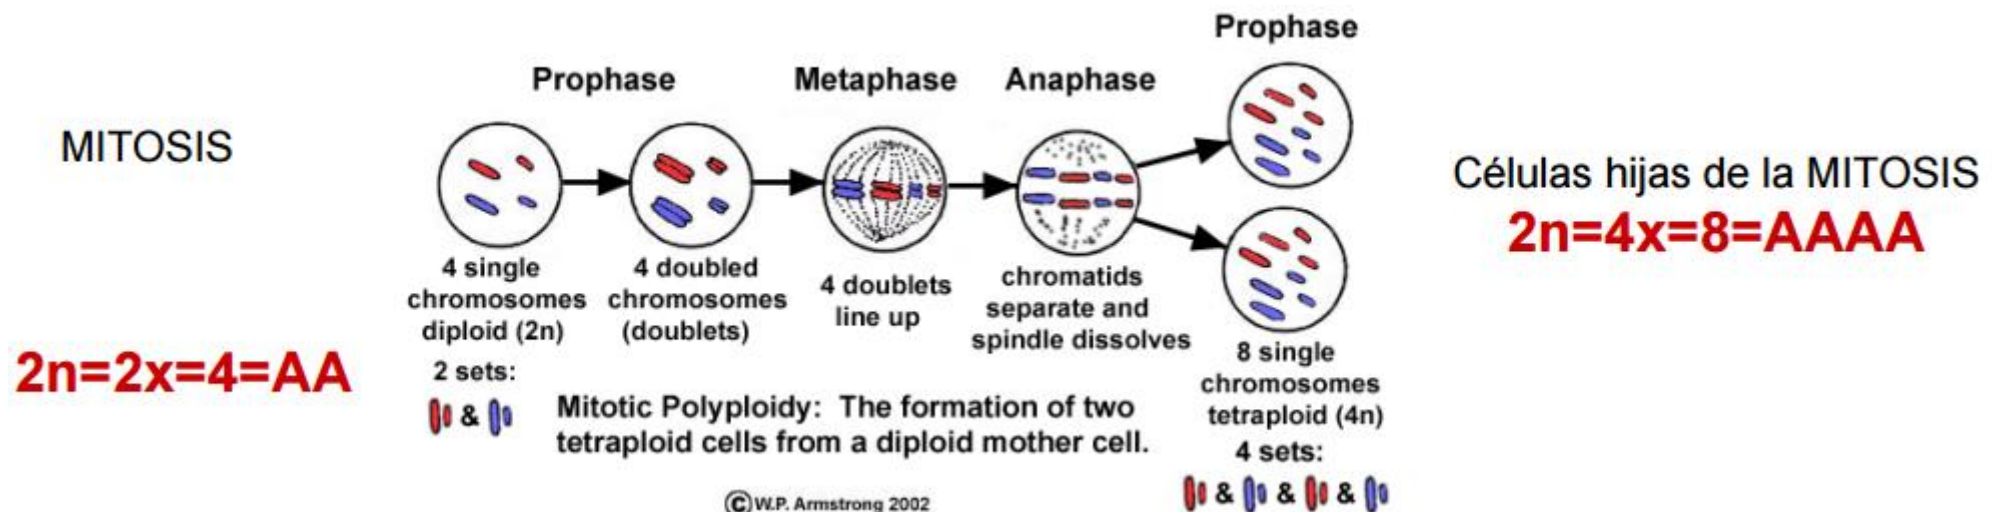 MITOSIS
2n=2x=4=AA
Prophase
Metaphase
Anaphase
Prophase
4 single
chromosomes
diploid (2n)
2 sets:
&
4 doubled
chromosomes
(doublets)
4 doublets
line up
chromatids
separate and
spindle dissolves
8 single
chromosomes
tetraploid (4n)
4 sets:
& & &
Mitotic Polyploidy: The formation of two
tetraploid cells from a diploid mother cell.
©W.P. Armstrong 2002
Células hijas de la MITOSIS
2n=4x=8=AAAA